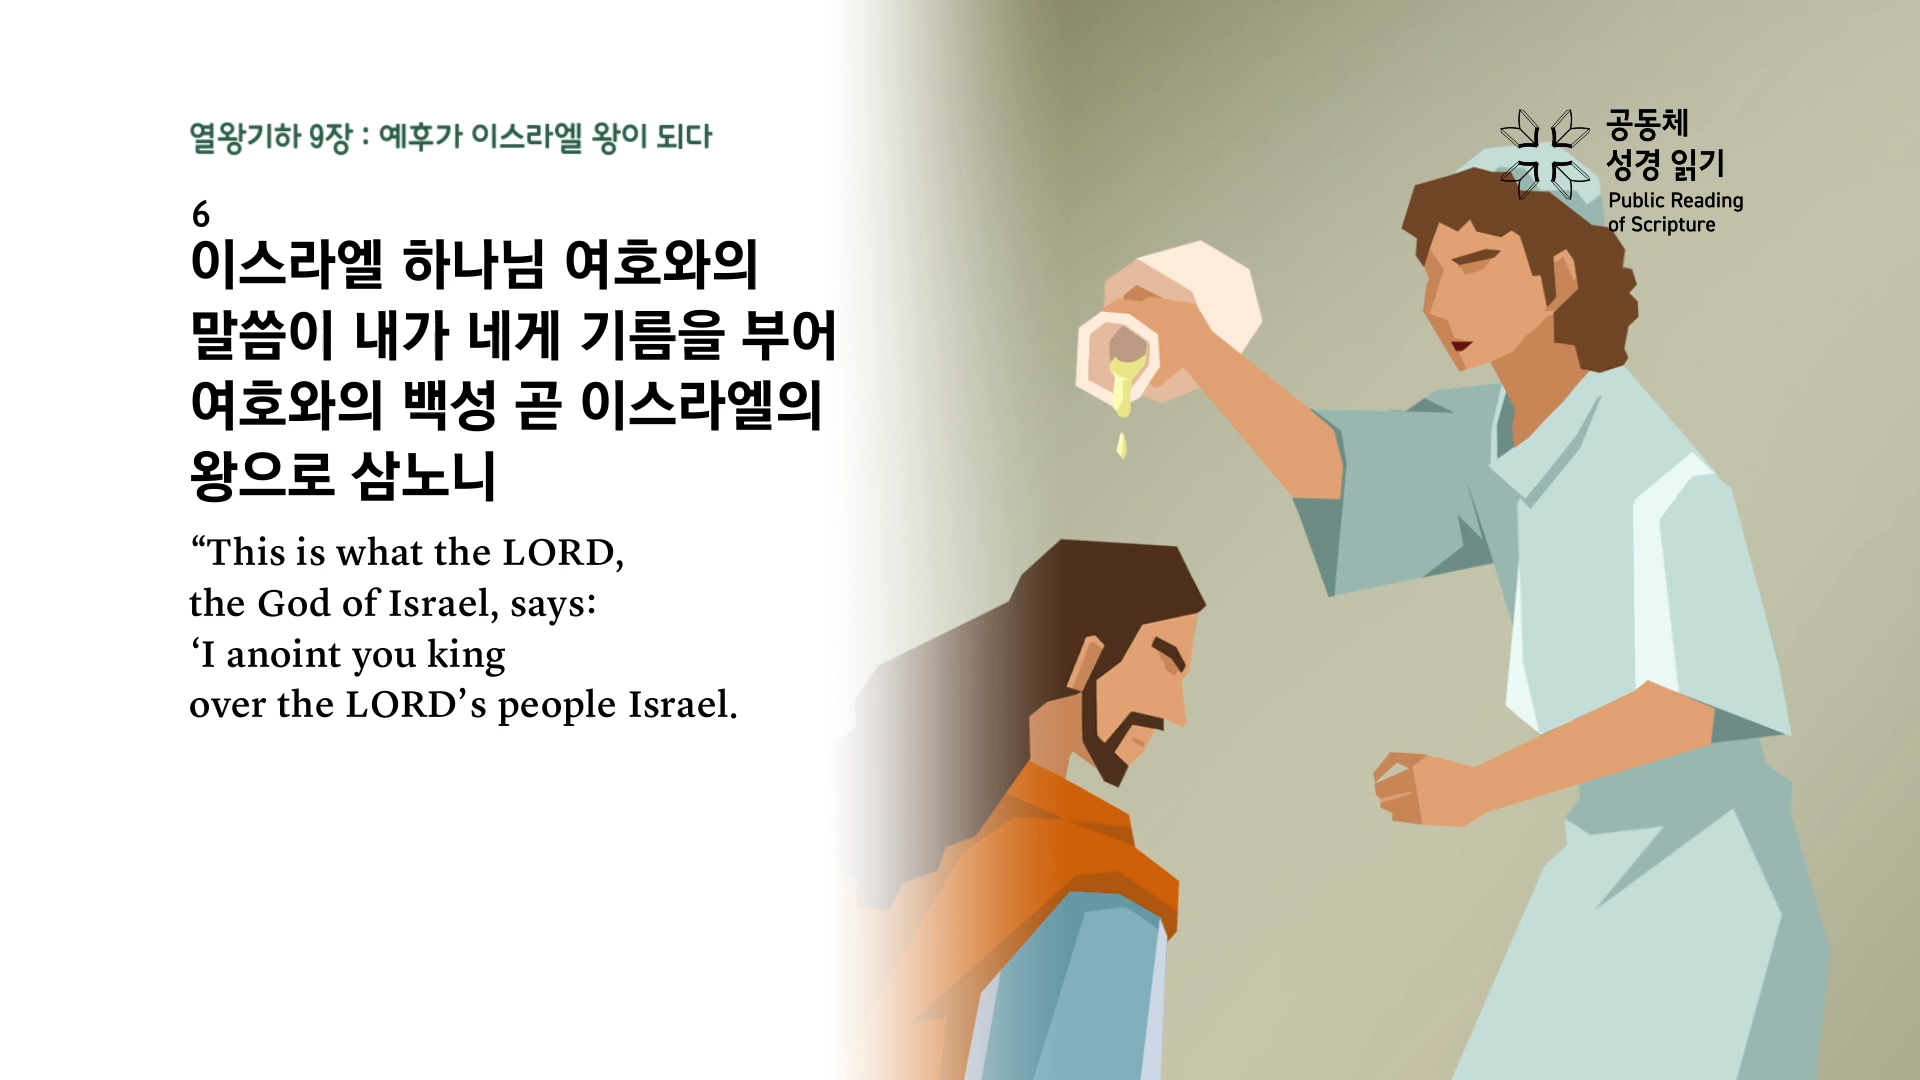 열왕기하 9장 : 예후가 이스라엘 왕이 되다
6
이스라엘 하나님 여호와의
말씀이 내가 네게 기름을 부어
여호와의 백성 곧 이스라엘의
왕으로 삼노니
“This is what the LORD,
the God of Israel, says:
‘I anoint you king
over the LORD’s people Israel.
공동체
성경 읽기
Public Reading
of Scripture